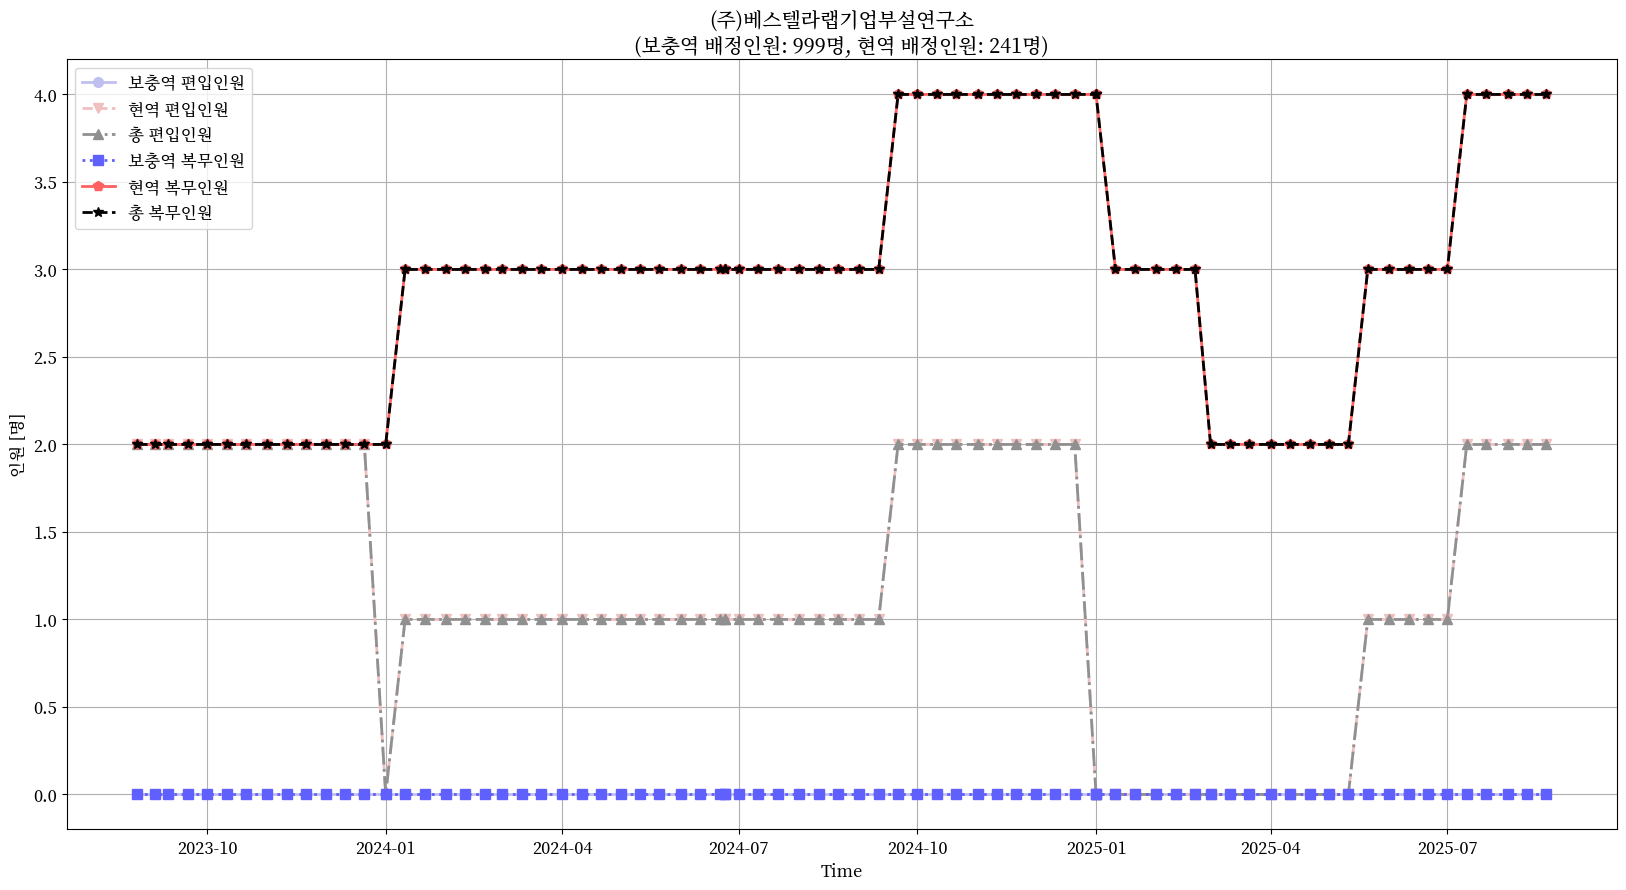 (주)베스텔라랩기업부설연구소
(보충역 배정인원: 999명, 현역 배정인원: 241명)
보충역 편입인원
현역 편입인원
총 편입인원
보충역 복무인원
현역 복무인원
총 복무인원
인원 [명]
4.0
3.5
3.0
2.5
2.0
1.5
1.0
0.5
0.0
2023-10 2024-01 2024-04 2024-07 2024-10 2025-01 2025-04 2025-07
Time